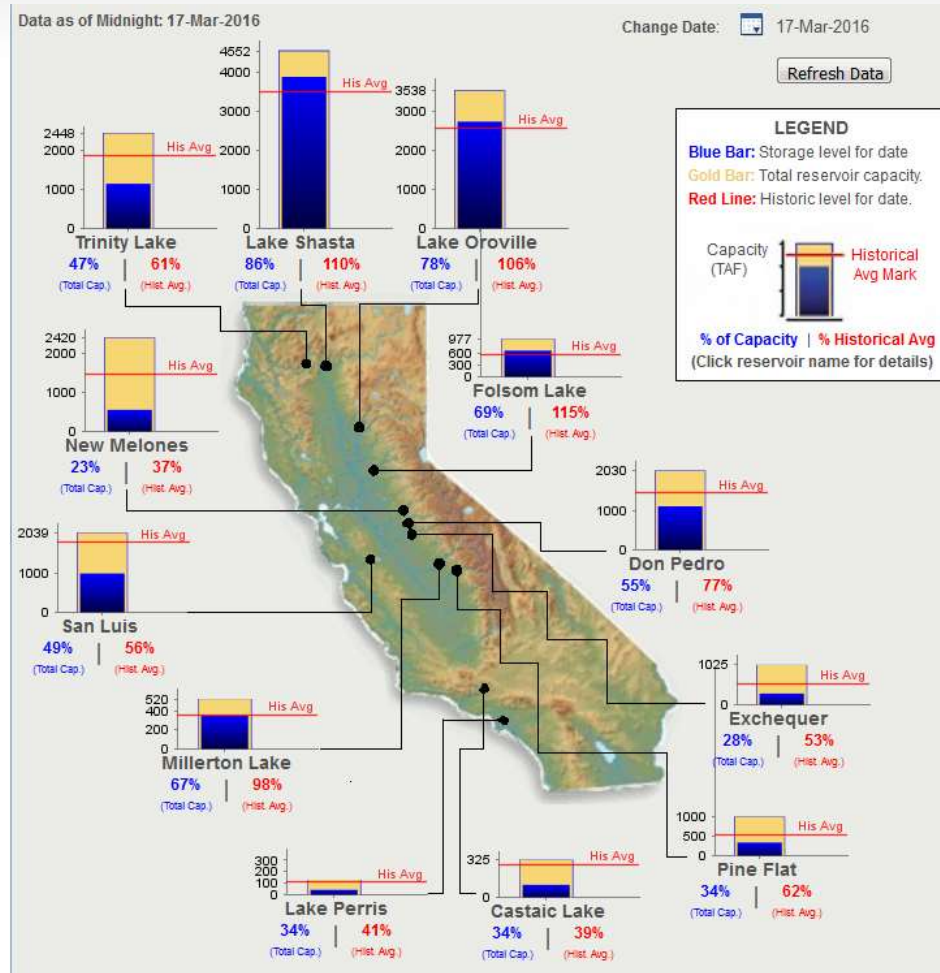 Data as of Midnight: 17-Mar-2016
Change Date: 17-Mar-2016
Refresh Data
LEGEND
Blue Bar: Storage level for date
Gold Bar: Total reservoir capacity.
Red Line: Historic level for date.
Capacity
(TAF)
Historical
Avg Mark
% of Capacity | % Historical Avg
(Click reservoir name for details)
2448
2000
1000
0
His Avg
Trinity Lake
47% | 61%
(Total Cap.) (Hist. Avg.)
4552
4000
3000
2000
1000
0
His Avg
Lake Shasta
86% | 110%
(Total Cap.) (Hist. Avg.)
3538
3000
2000
1000
0
His Avg
Lake Oroville
78% | 106%
(Total Cap.) (Hist. Avg.)
2420
2000
1000
0
His Avg
New Melones
23% | 37%
(Total Cap.) (Hist. Avg.)
977
600
300
0
His Avg
Folsom Lake
69% | 115%
(Total Cap.) (Hist. Avg.)
2030
1000
0
His Avg
Don Pedro
55% | 77%
(Total Cap.) (Hist. Avg.)
2039
1000
0
His Avg
San Luis
49% | 56%
(Total Cap.) (Hist. Avg.)
1025
0
His Avg
Exchequer
28% | 53%
(Total Cap.) (Hist. Avg.)
520
400
200
0
His Avg
Millerton Lake
67% | 98%
(Total Cap.) (Hist. Avg.)
1000
500
0
His Avg
Pine Flat
34% | 62%
(Total Cap.) (Hist. Avg.)
300
200
100
0
His Avg
Lake Perris
34% | 41%
(Total Cap.) (Hist. Avg.)
325
0
His Avg
Castaic Lake
34% | 39%
(Total Cap.) (Hist. Avg.)